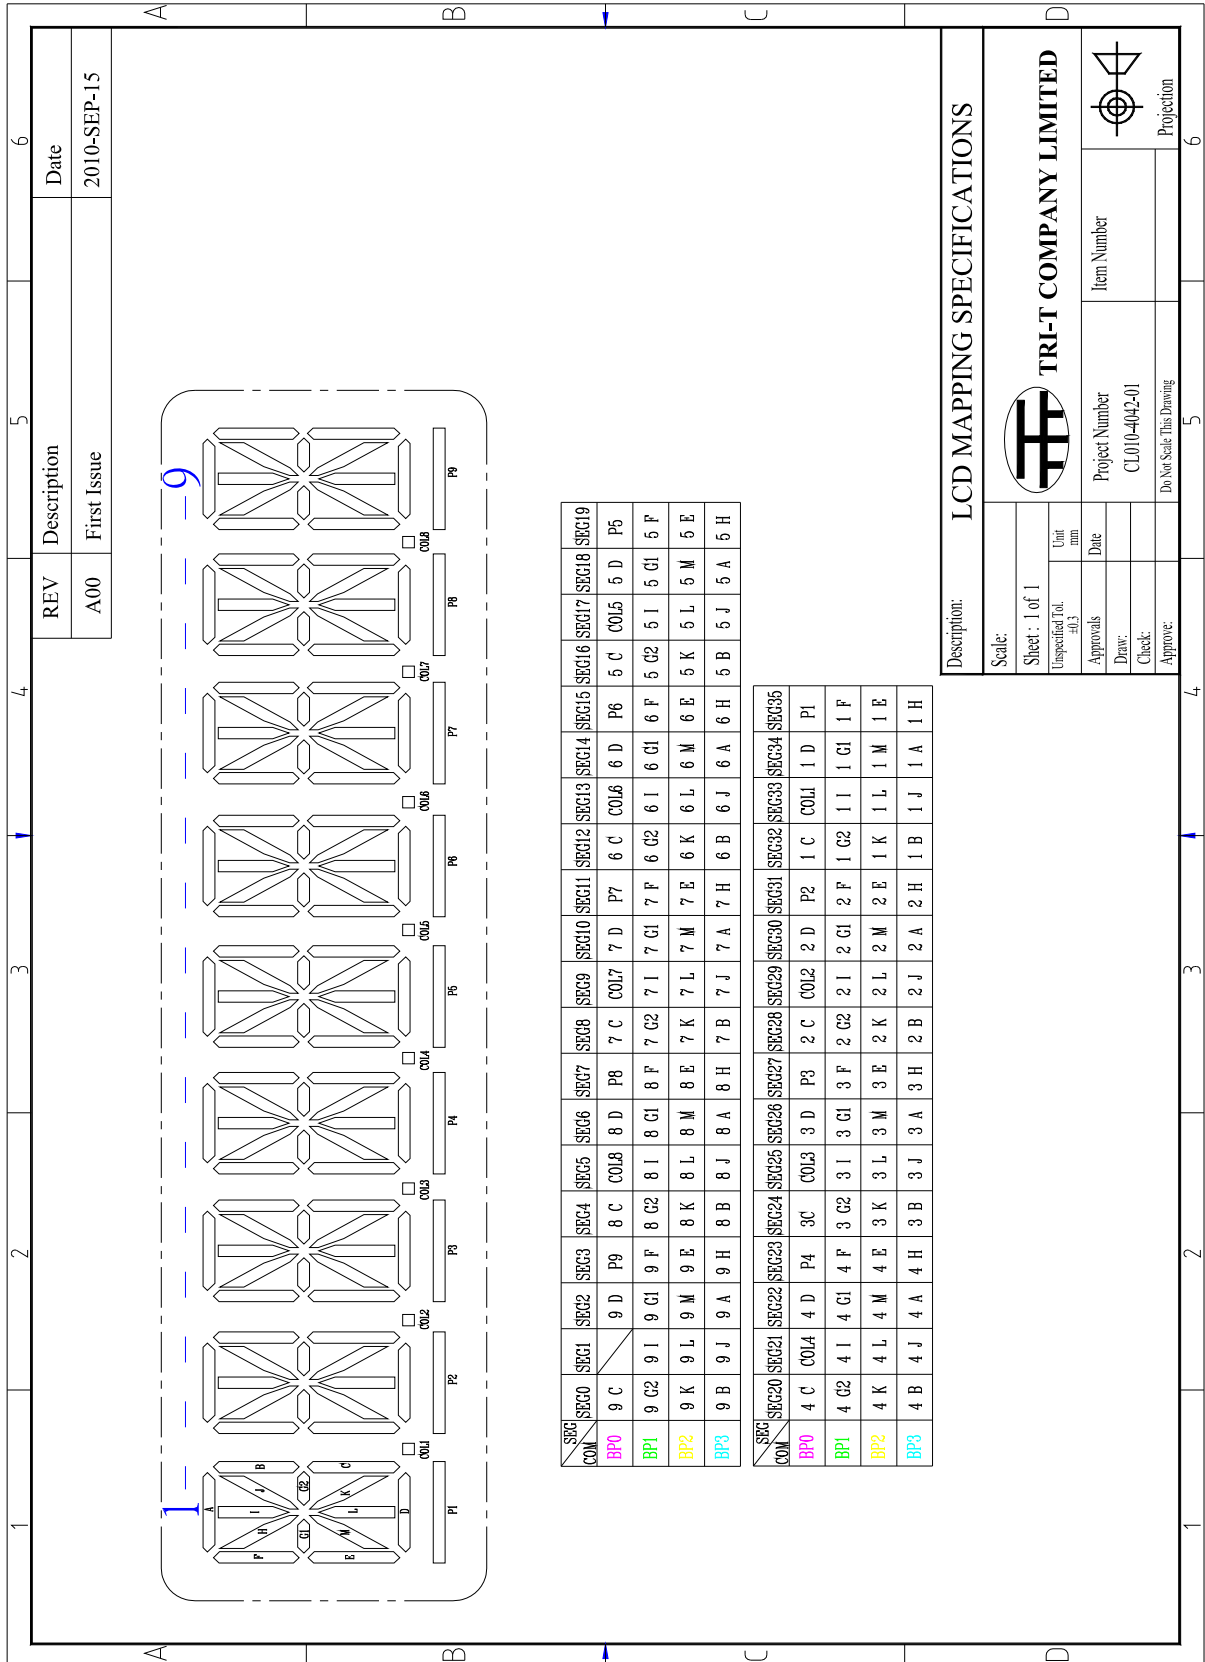 1 2 3 4 5 6
A
B
C
D
REV Description Date
A00 First Issue 2010-SEP-15
1 9
A
F H I J B
G1 G2
E M L K C
D
COL1 COL2 COL3 COL4 COL5 COL6 COL7 COL8
P1 P2 P3 P4 P5 P6 P7 P8 P9
SEG COM SEG0 SEG1 SEG2 SEG3 SEG4 SEG5 SEG6 SEG7 SEG8 SEG9 SEG10 SEG11 SEG12 SEG13 SEG14 SEG15 SEG16 SEG17 SEG18 SEG19
BP0 9 C 9 D P9 8 C COL8 8 D P8 7 C COL7 7 D P7 6 C COL6 6 D P6 5 C COL5 5 D P5
BP1 9 G2 9 I 9 G1 9 F 8 G2 8 I 8 G1 8 F 7 G2 7 I 7 G1 7 F 6 G2 6 I 6 G1 6 F 5 G2 5 I 5 G1 5 F
BP2 9 K 9 L 9 M 9 E 8 K 8 L 8 M 8 E 7 K 7 L 7 M 7 E 6 K 6 L 6 M 6 E 5 K 5 L 5 M 5 E
BP3 9 B 9 J 9 A 9 H 8 B 8 J 8 A 8 H 7 B 7 J 7 A 7 H 6 B 6 J 6 A 6 H 5 B 5 J 5 A 5 H
SEG COM SEG20 SEG21 SEG22 SEG23 SEG24 SEG25 SEG26 SEG27 SEG28 SEG29 SEG30 SEG31 SEG32 SEG33 SEG34 SEG35
BP0 4 C COL4 4 D P4 3C COL3 3 D P3 2 C COL2 2 D P2 1 C COL1 1 D P1
BP1 4 G2 4 I 4 G1 4 F 3 G2 3 I 3 G1 3 F 2 G2 2 I 2 G1 2 F 1 G2 1 I 1 G1 1 F
BP2 4 K 4 L 4 M 4 E 3 K 3 L 3 M 3 E 2 K 2 L 2 M 2 E 1 K 1 L 1 M 1 E
BP3 4 B 4 J 4 A 4 H 3 B 3 J 3 A 3 H 2 B 2 J 2 A 2 H 1 B 1 J 1 A 1 H
Description: LCD MAPPING SPECIFICATIONS
Scale:
Sheet: 1 of 1
TRI-T COMPANY LIMITED
Unspecified Tol. ±0.3
Unit mm
Approvals Date
Draw:
Check:
Approve:
Project Number
CL010-4042-01
Item Number
Do Not Scale This Drawing
Projection
A
B
C
D
1 2 3 4 5 6